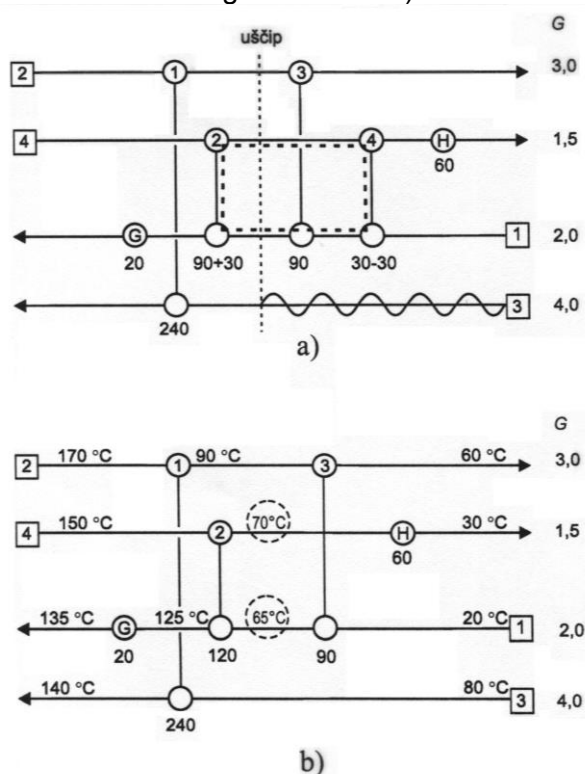 G
uščip
2 1 3 3,0
4 2 4 H 1,5
60
G 1 2,0
20 90+30 90 30-30
3 4,0
240
a)
G
2 170 °C 1 90 °C 3 60 °C 3,0
4 150 °C 2 70°C H 30 °C 1,5
60
135 °C G 125 °C 65°C 20 °C 1 2,0
20 120 90
140 °C 80 °C 3 4,0
240
b)